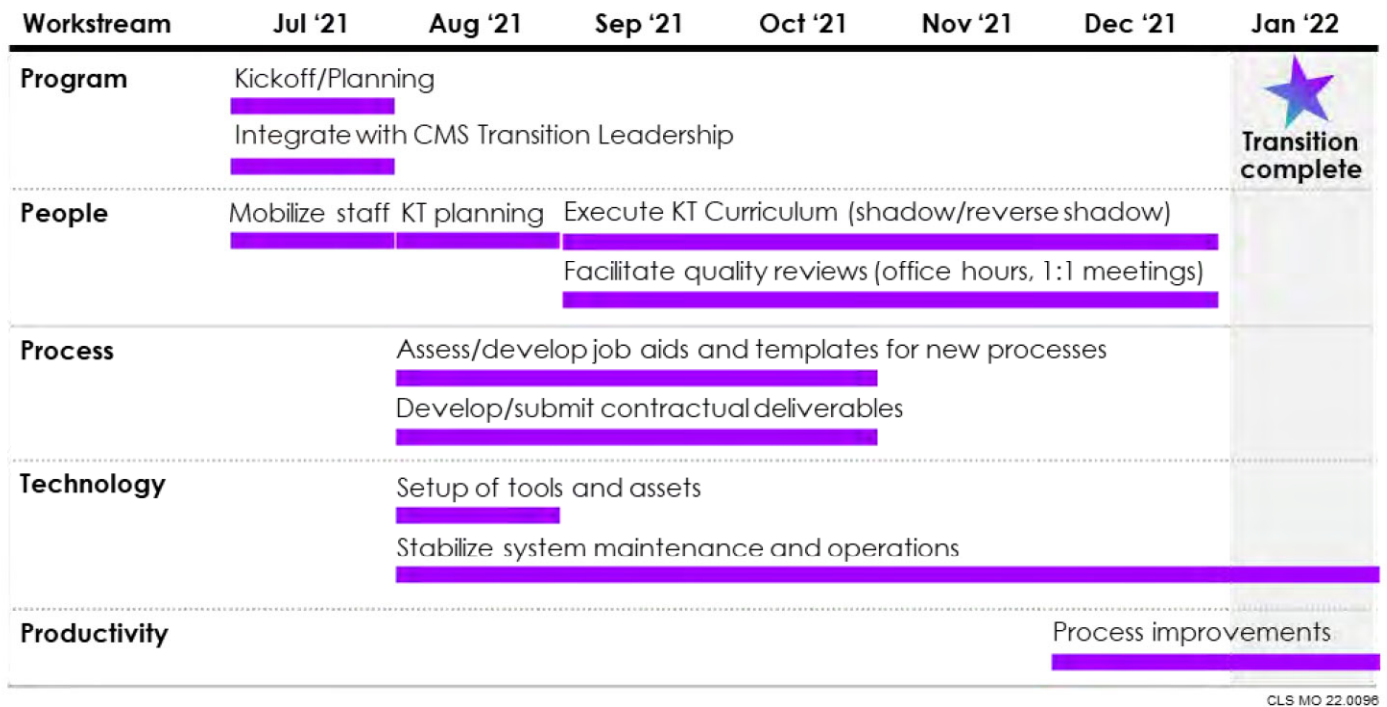 Workstream Jul ‘21 Aug ‘21 Sep ‘21 Oct ‘21 Nov ‘21 Dec ‘21 Jan ‘22
Program Kickoff/Planning
Integrate with CMS Transition Leadership
Transition
complete
People Mobilize staff KT planning Execute KT Curriculum (shadow/reverse shadow)
Facilitate quality reviews (office hours, 1:1 meetings)
Process Assess/develop job aids and templates for new processes
Develop/submit contractual deliverables
Technology Setup of tools and assets
Stabilize system maintenance and operations
Productivity Process improvements
CLS MO 22.0096